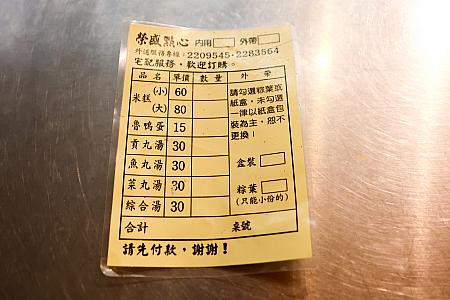 榮盛點心 內用 外帶
外送服務專線：2209545·2283564
宅配服務，歡迎訂購。
品名 單價 數量 外帶
米糕 (小) 60
(大) 80
魯鴨蛋 15
貢丸湯 30
魚丸湯 30
菜丸湯 30
綜合湯 30
請勾選粽葉或
紙盒，未勾選
一律以紙盒包
裝為主，恕不
更換！
盒裝
粽葉
(只能小份的)
合計 桌號
請先付款，謝謝！